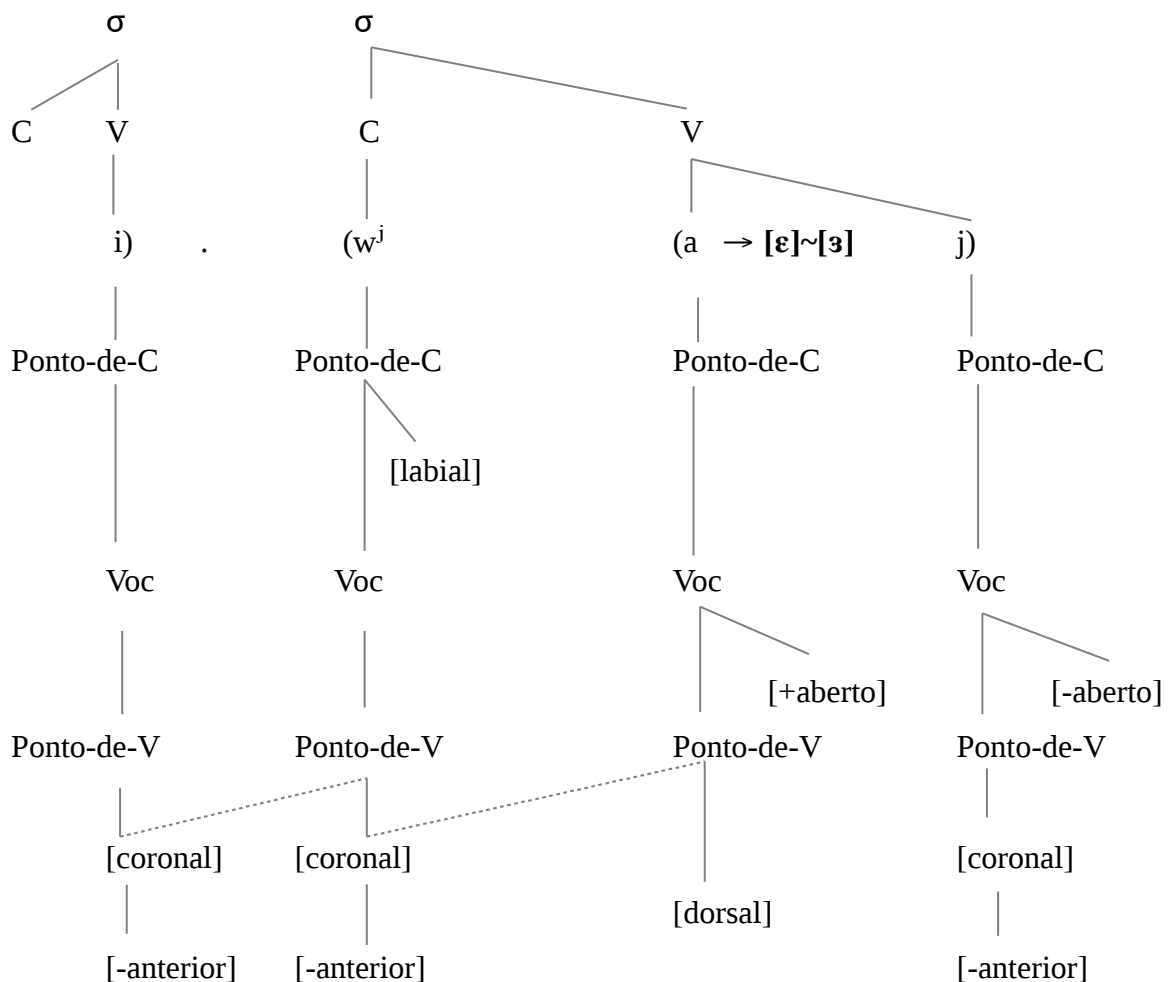 σ σ
C V C V
i) . (wʲ (a → [ɛ]~[ɜ] j)
Ponto-de-C Ponto-de-C Ponto-de-C Ponto-de-C
[labial]
Voc Voc Voc Voc
[+aberto] [-aberto]
Ponto-de-V Ponto-de-V Ponto-de-V Ponto-de-V
[coronal] [coronal] [coronal]
[dorsal]
[-anterior] [-anterior] [-anterior]